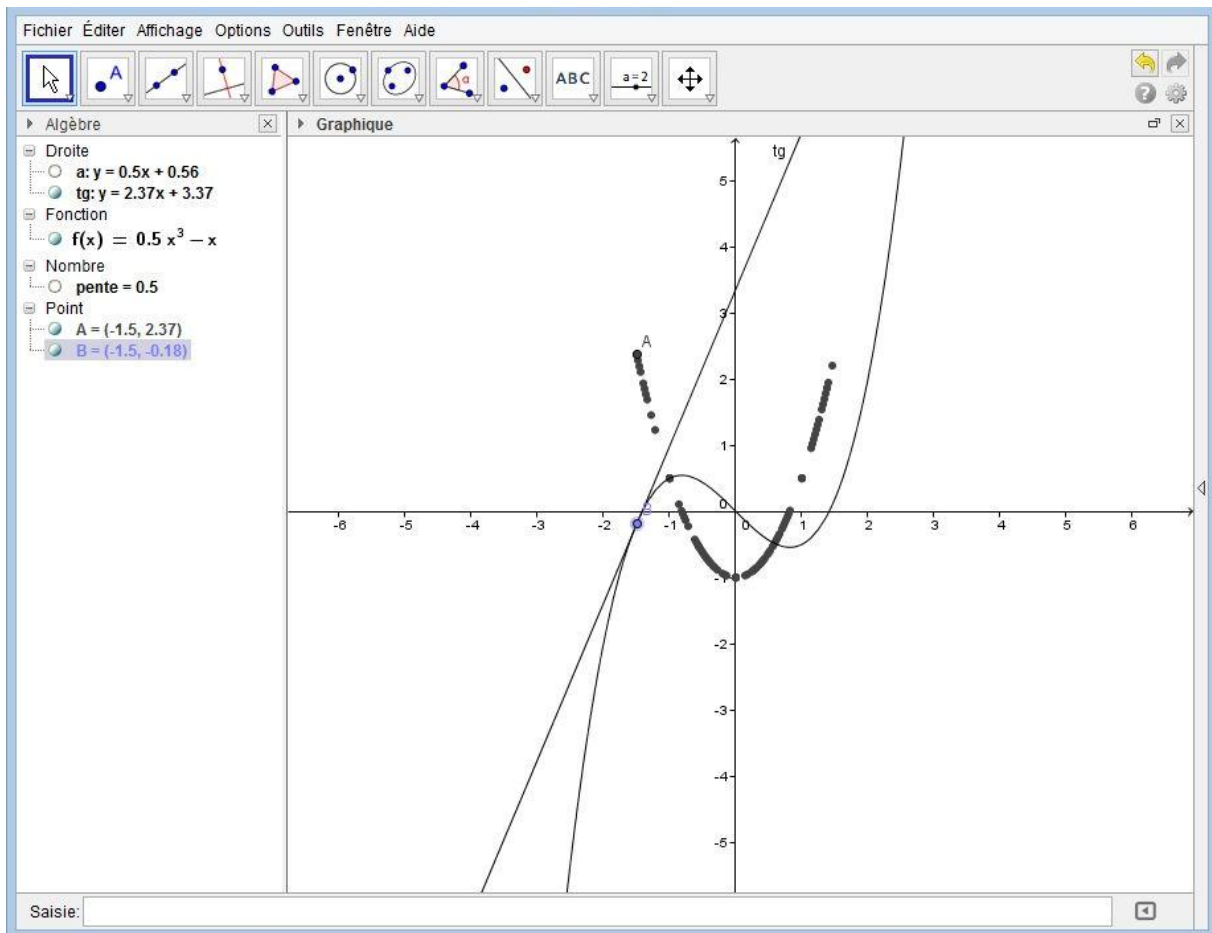 Fichier Éditer Affichage Options Outils Fenêtre Aide
A
α
ABC
a=2
Algèbre
Graphique
Droite
a: y = 0.5x + 0.56
tg: y = 2.37x + 3.37
Fonction
f(x) = 0.5 x³ − x
Nombre
pente = 0.5
Point
A = (-1.5, 2.37)
B = (-1.5, -0.18)
tg
5
4
3
A
2
1
B
0
-6 -5 -4 -3 -2 -1 0 1 2 3 4 5 6
-1
-2
-3
-4
-5
Saisie: